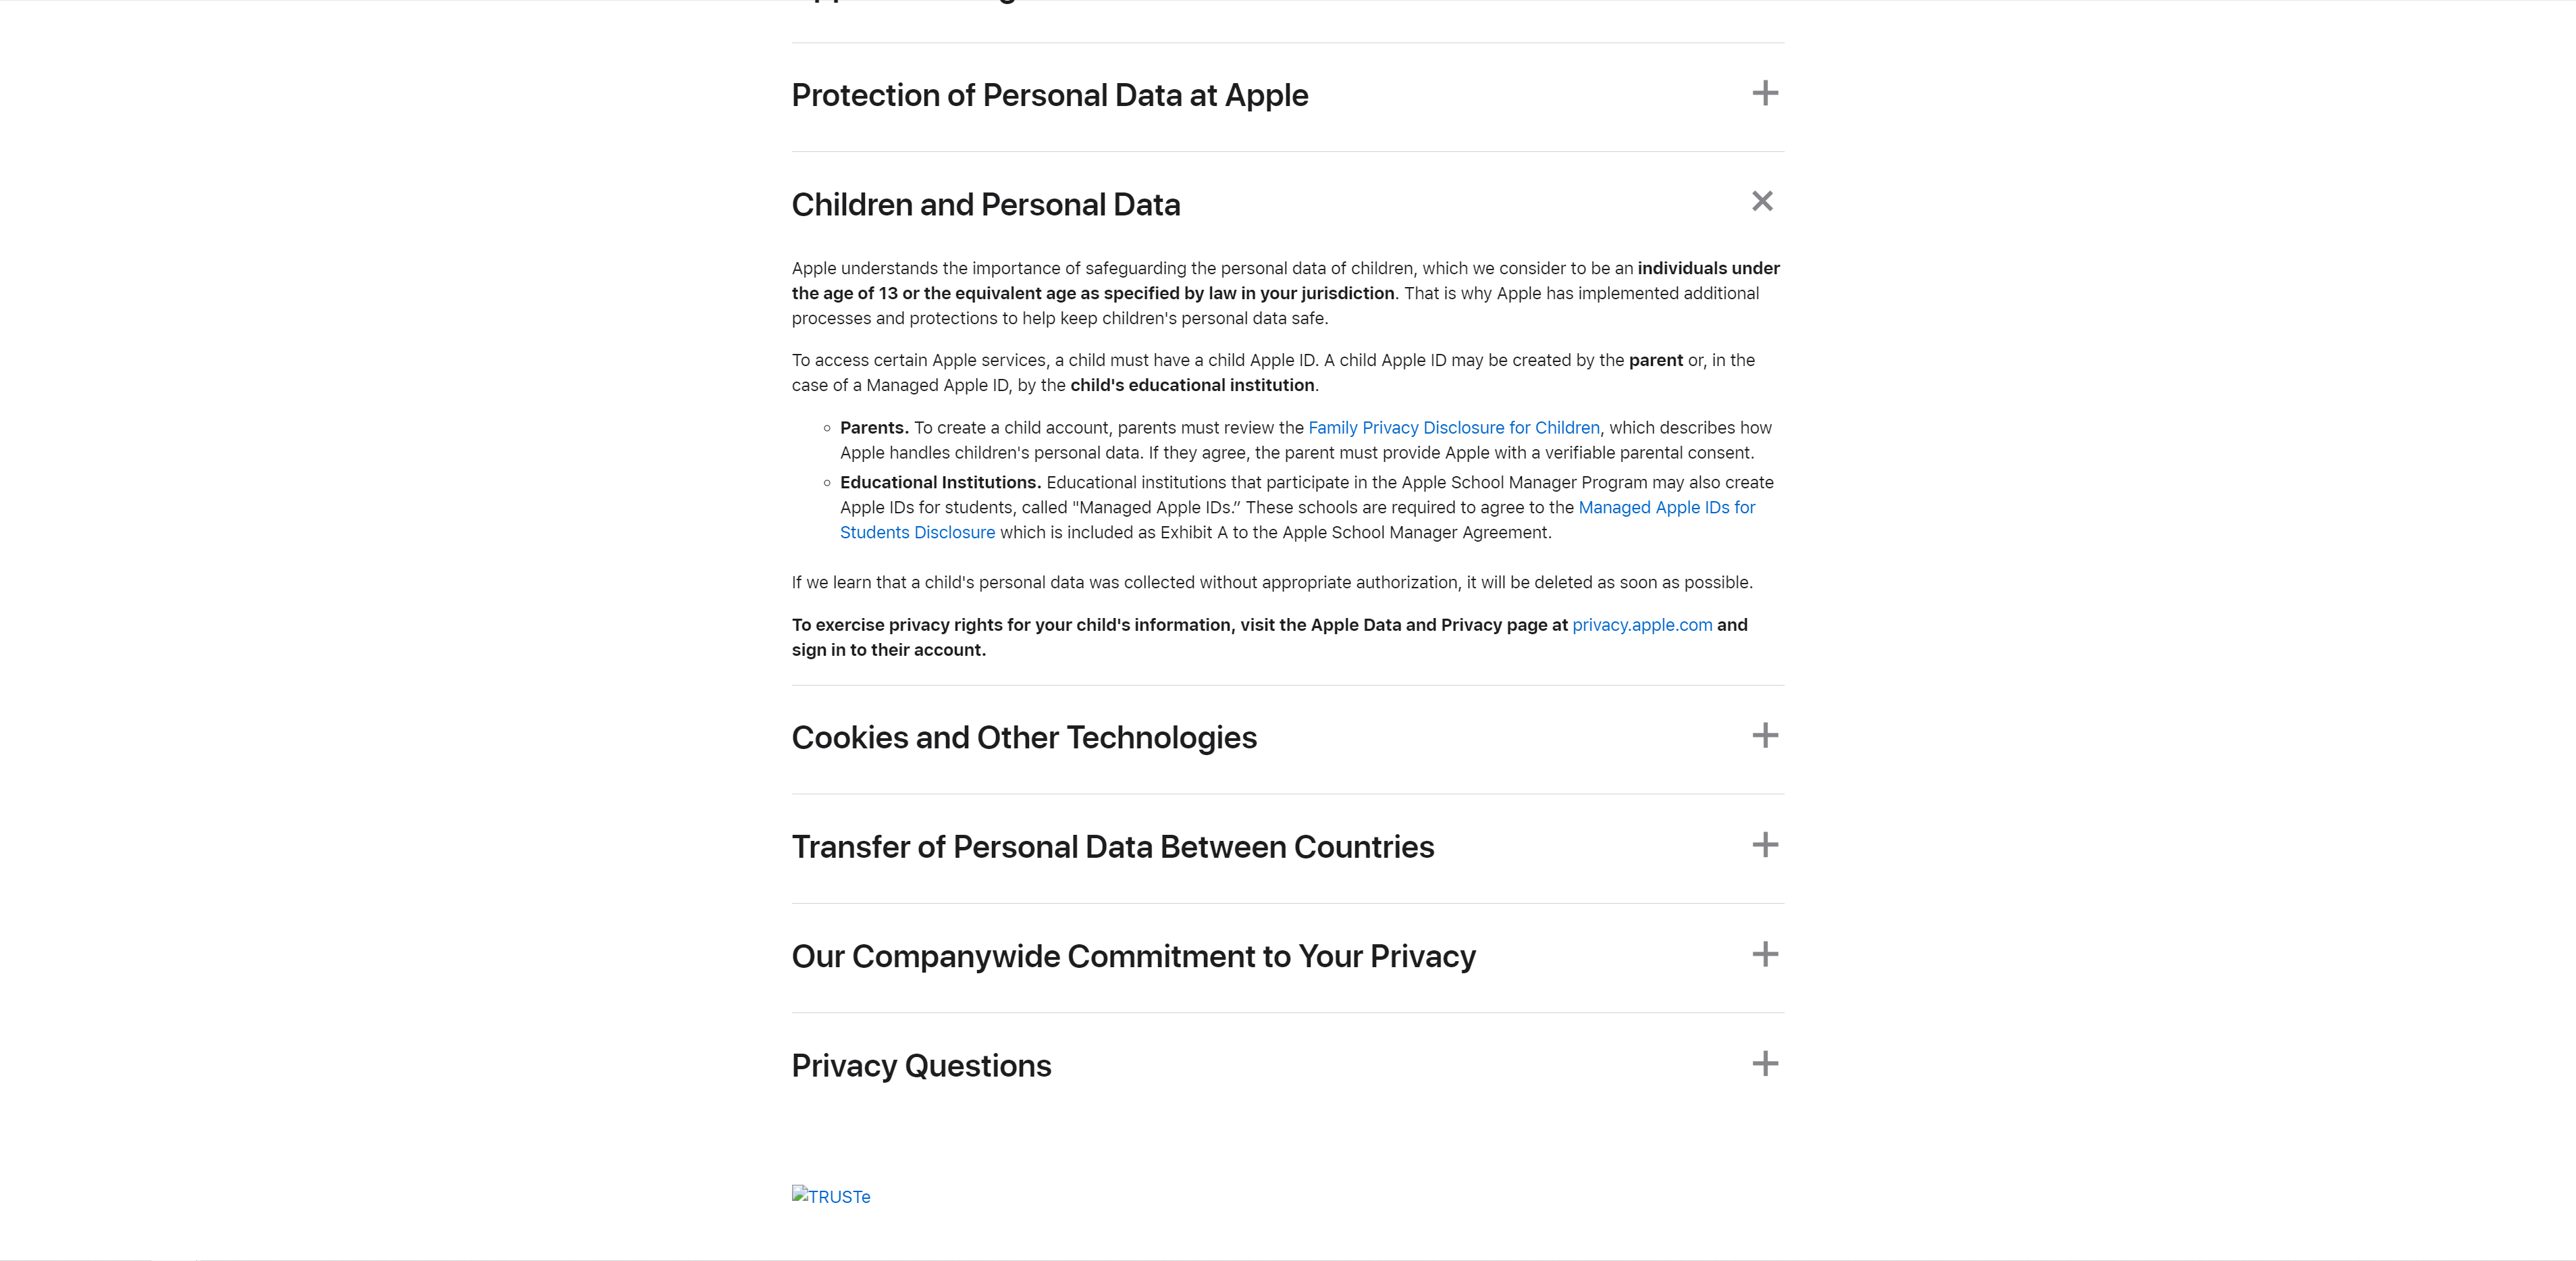 Protection of Personal Data at Apple
Children and Personal Data
Apple understands the importance of safeguarding the personal data of children, which we consider to be an individuals under
the age of 13 or the equivalent age as specified by law in your jurisdiction. That is why Apple has implemented additional
processes and protections to help keep children's personal data safe.
To access certain Apple services, a child must have a child Apple ID. A child Apple ID may be created by the parent or, in the
case of a Managed Apple ID, by the child's educational institution.
Parents. To create a child account, parents must review the Family Privacy Disclosure for Children, which describes how
Apple handles children's personal data. If they agree, the parent must provide Apple with a verifiable parental consent.
Educational Institutions. Educational institutions that participate in the Apple School Manager Program may also create
Apple IDs for students, called "Managed Apple IDs.” These schools are required to agree to the Managed Apple IDs for
Students Disclosure which is included as Exhibit A to the Apple School Manager Agreement.
If we learn that a child's personal data was collected without appropriate authorization, it will be deleted as soon as possible.
To exercise privacy rights for your child's information, visit the Apple Data and Privacy page at privacy.apple.com and
sign in to their account.
Cookies and Other Technologies
Transfer of Personal Data Between Countries
Our Companywide Commitment to Your Privacy
Privacy Questions
TRUSTe